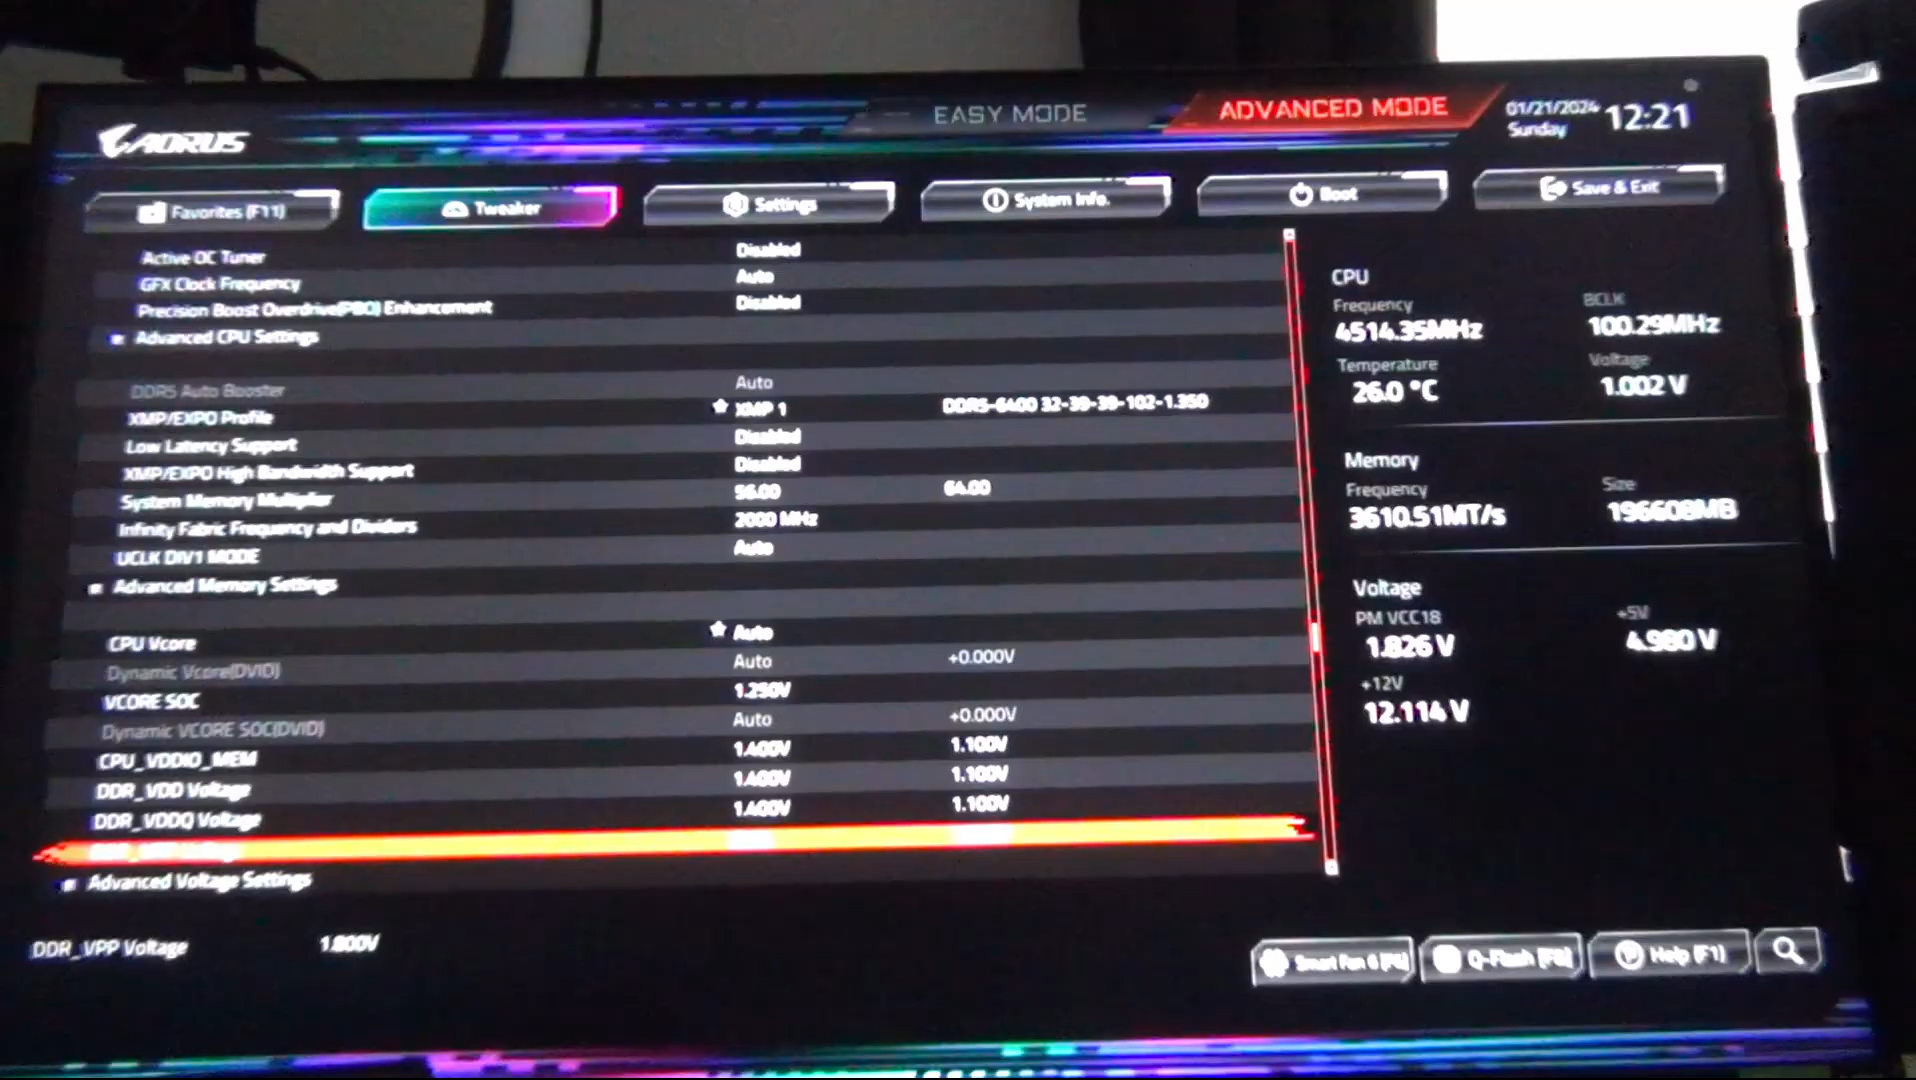 AORUS
EASY MODE
ADVANCED MODE
01/21/2024
Sunday
12:21
Favorites (F11)
Tweaker
Settings
System Info.
Boot
Save & Exit
Active OC Tuner Disabled
GFX Clock Frequency Auto
Precision Boost Overdrive(PBO) Enhancement Disabled
Advanced CPU Settings
DDR5 Auto Booster Auto
XMP/EXPO Profile XMP 1 DDR5-6400 32-39-39-102-1.350
Low Latency Support Disabled
XMP/EXPO High Bandwidth Support Disabled
System Memory Multiplier 56.00 64.00
Infinity Fabric Frequency and Dividers 2000 MHz
UCLK DIV1 MODE Auto
Advanced Memory Settings
CPU Vcore Auto
Dynamic Vcore(DVID) Auto +0.000V
VCORE SOC 1.250V
Dynamic VCORE SOC(DVID) Auto +0.000V
CPU_VDDIO_MEM 1.400V 1.100V
DDR_VDD Voltage 1.400V 1.100V
DDR_VDDQ Voltage 1.400V 1.100V
Advanced Voltage Settings
DDR_VPP Voltage 1.800V
CPU
Frequency BCLK
4514.35MHz 100.29MHz
Temperature Voltage
26.0 °C 1.002 V
Memory
Frequency Size
3610.51MT/s 196608MB
Voltage
PM VCC18 +5V
1.826 V 4.980 V
+12V
12.114 V
Smart Fan 6 [F6]
Q-Flash [F8]
Help (F1)